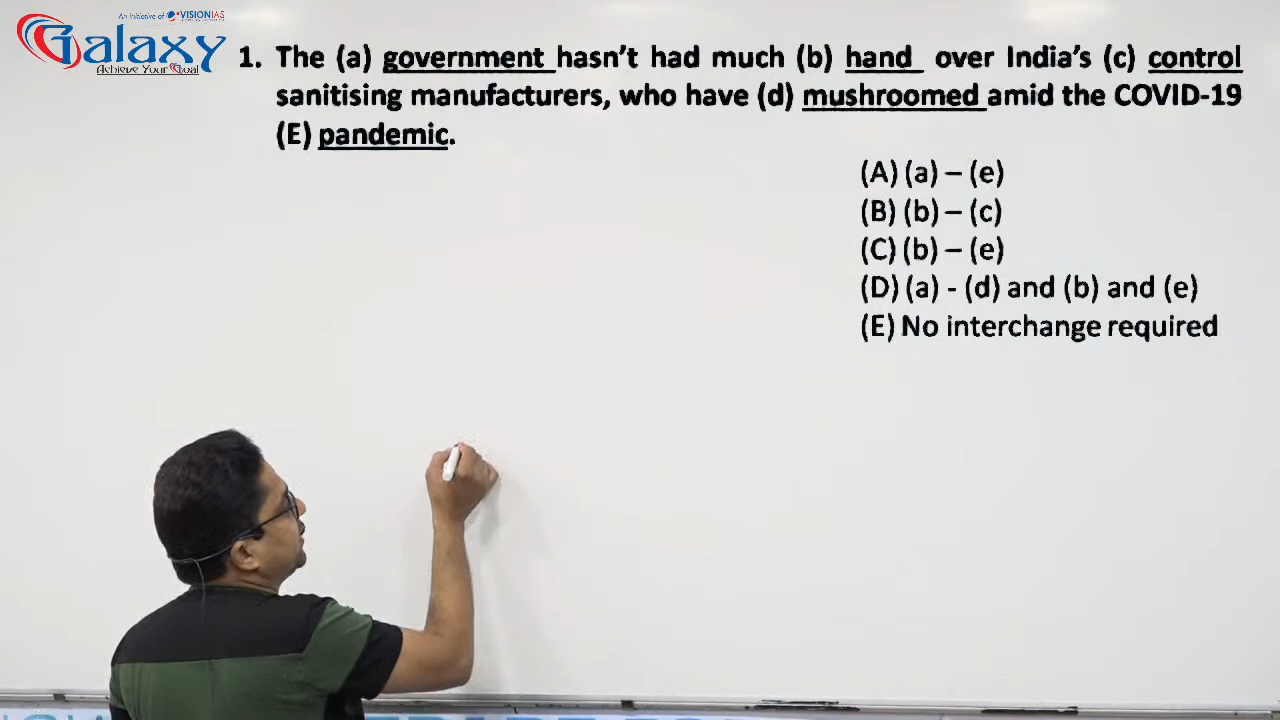 An initiative of VISIONIAS
Galaxy
Achieve Your Goal
1. The (a) government hasn’t had much (b) hand over India’s (c) control
sanitising manufacturers, who have (d) mushroomed amid the COVID-19
(E) pandemic.
(A) (a) – (e)
(B) (b) – (c)
(C) (b) – (e)
(D) (a) - (d) and (b) and (e)
(E) No interchange required